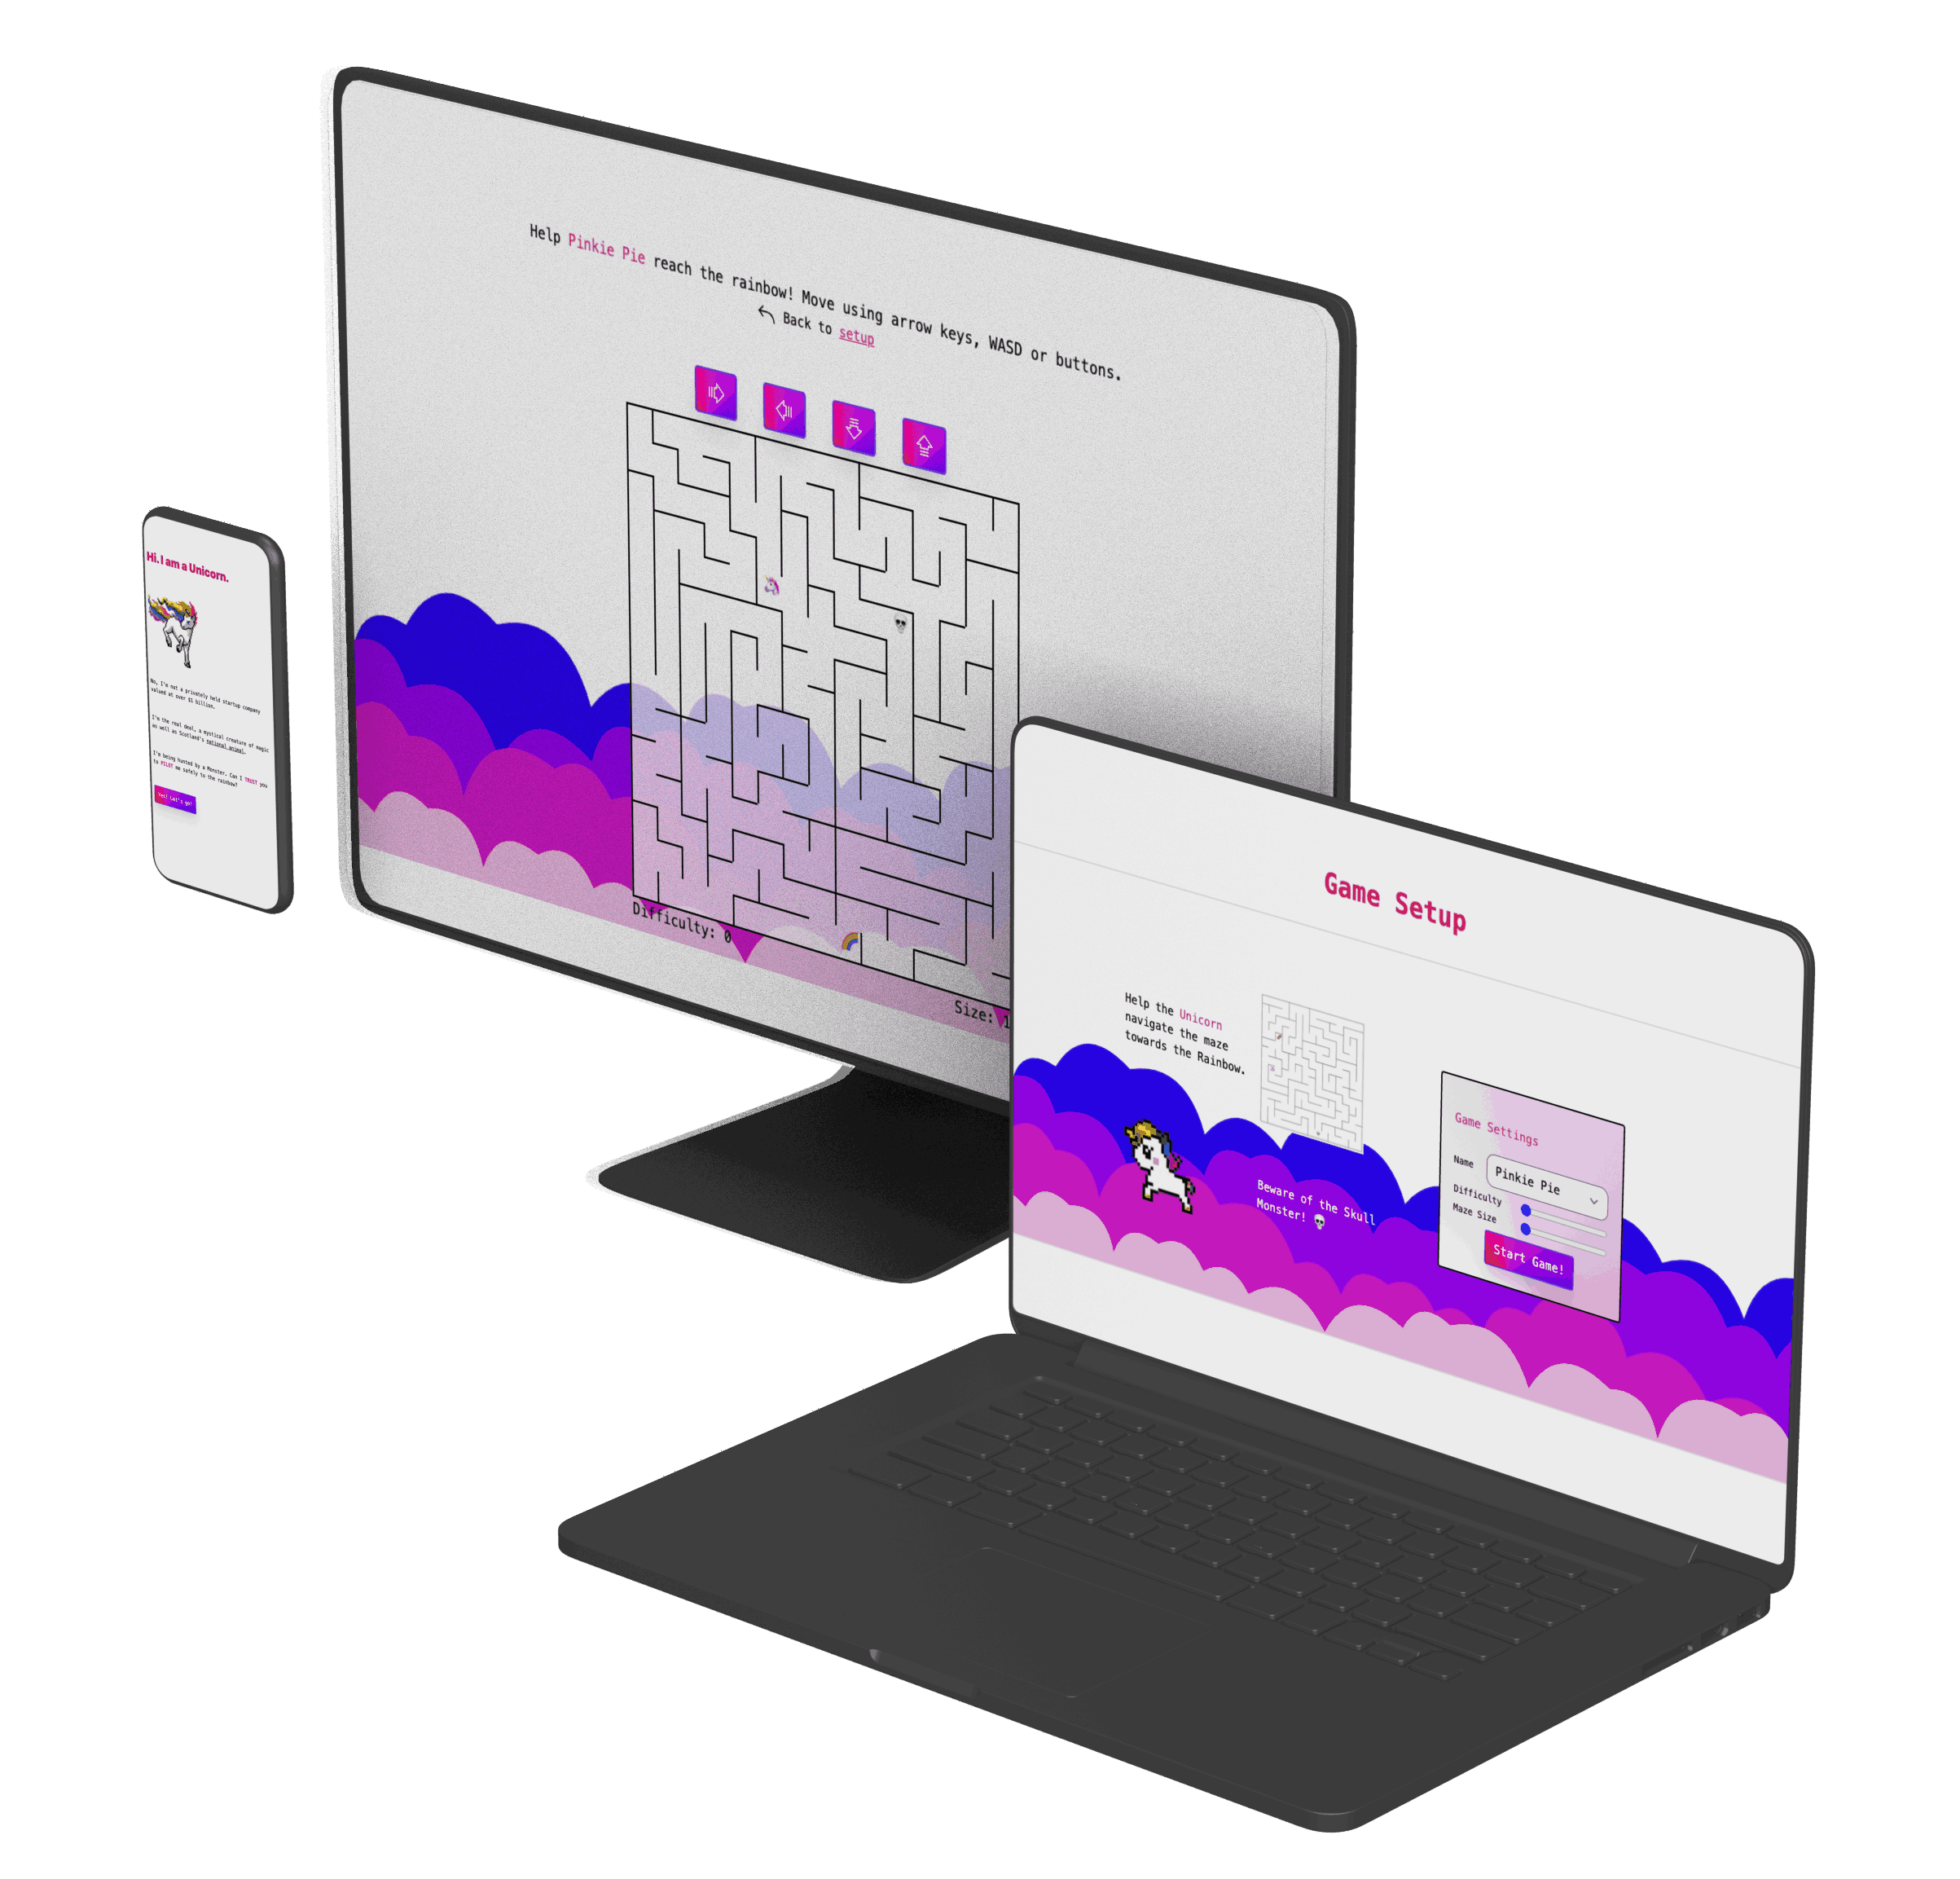 Hi. I am a Unicorn.
No, I'm not a privately held startup company
valued at over $1 billion.
I'm the real deal, a mystical creature of magic
as well as Scotland's national animal.
I'm being hunted by a Monster. Can I TRUST you
to PILOT me safely to the rainbow?
Yes! Let's go!
Help Pinkie Pie reach the rainbow! Move using arrow keys, WASD or buttons.
Back to setup
Difficulty: 0
Size: 1
Game Setup
Help the Unicorn
navigate the maze
towards the Rainbow.
Beware of the Skull
Monster!
Game Settings
Name
Pinkie Pie
Difficulty
Maze Size
Start Game!